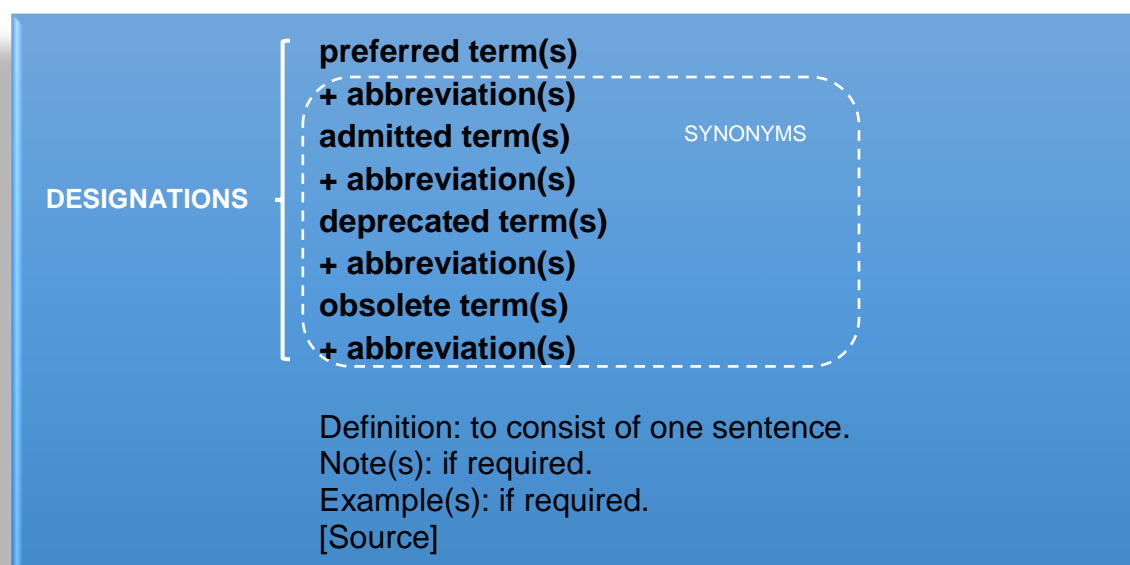 preferred term(s)
+ abbreviation(s)
admitted term(s)
SYNONYMS
+ abbreviation(s)
DESIGNATIONS
deprecated term(s)
+ abbreviation(s)
obsolete term(s)
+ abbreviation(s)
Definition: to consist of one sentence.
Note(s): if required.
Example(s): if required.
[Source]